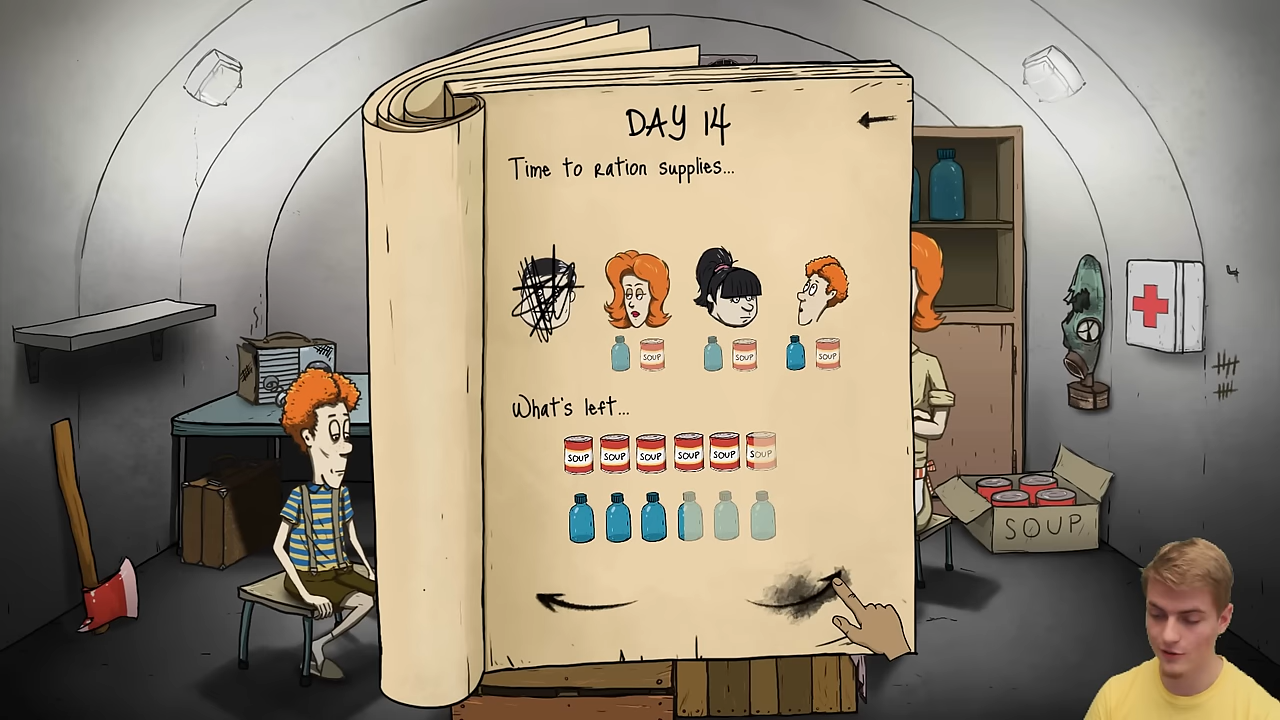 DAY 14
Time to ration supplies...
SOUP SOUP SOUP
What's left...
SOUP SOUP SOUP SOUP SOUP SOUP
SOUP